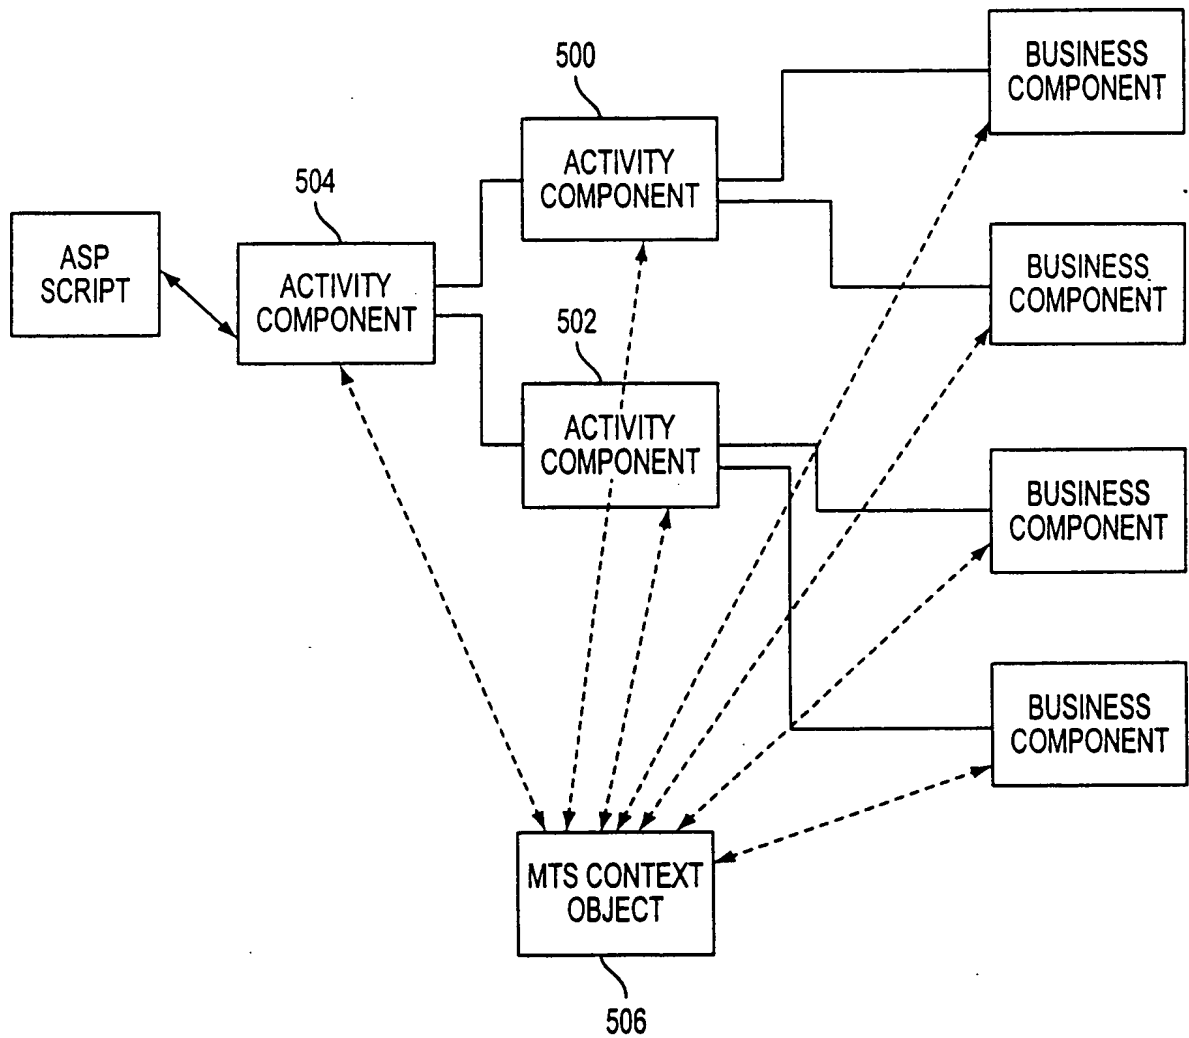 500
BUSINESS
COMPONENT
ACTIVITY
COMPONENT
504
ASP
SCRIPT
ACTIVITY
COMPONENT
BUSINESS
COMPONENT
502
ACTIVITY
COMPONENT
BUSINESS
COMPONENT
BUSINESS
COMPONENT
MTS CONTEXT
OBJECT
506